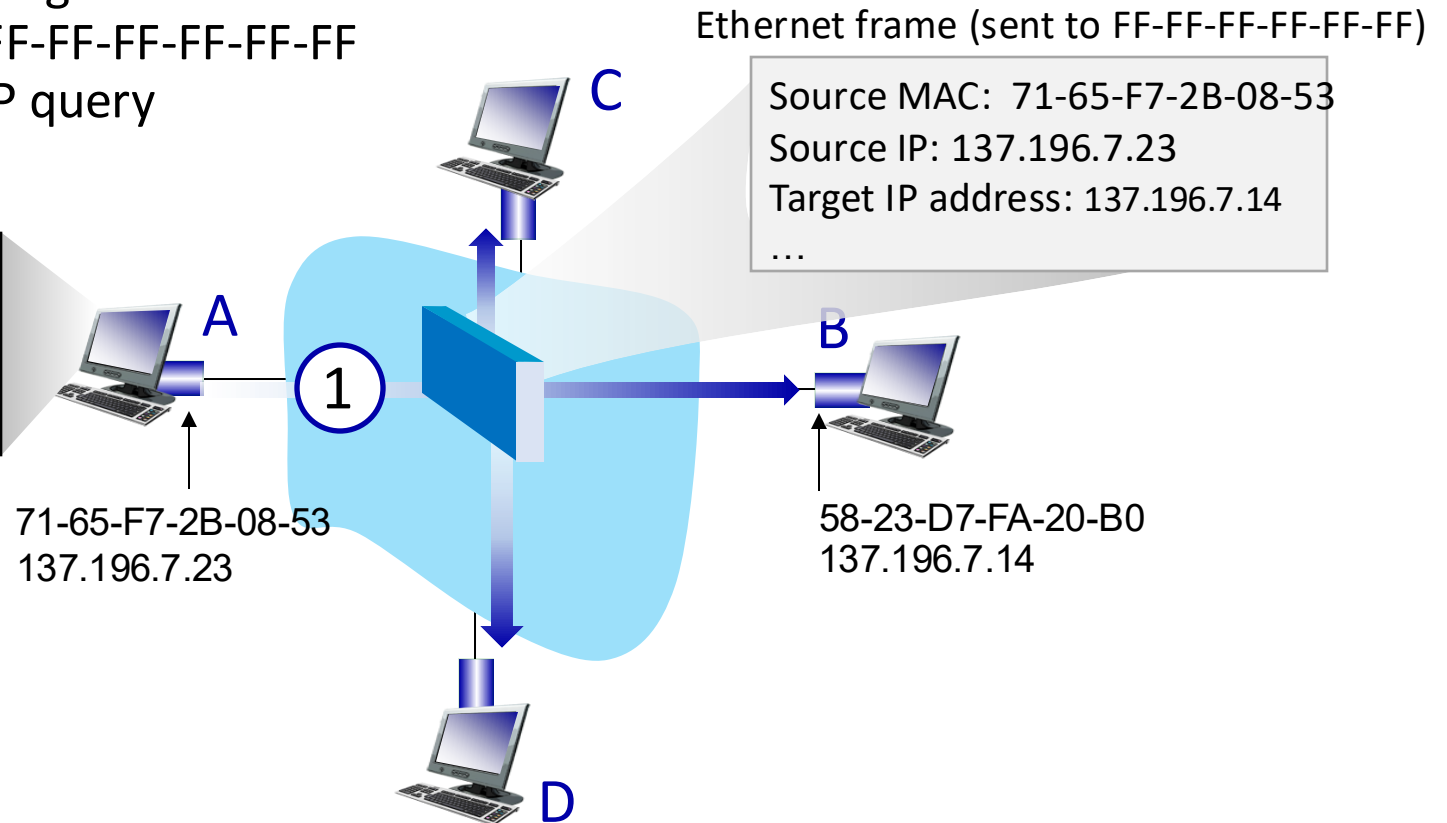 FF-FF-FF-FF-FF
query
Ethernet frame (sent to FF-FF-FF-FF-FF-FF)
Source MAC: 71-65-F7-2B-08-53
Source IP: 137.196.7.23
Target IP address: 137.196.7.14
…
C
A
B
1
71-65-F7-2B-08-53
137.196.7.23
58-23-D7-FA-20-B0
137.196.7.14
D